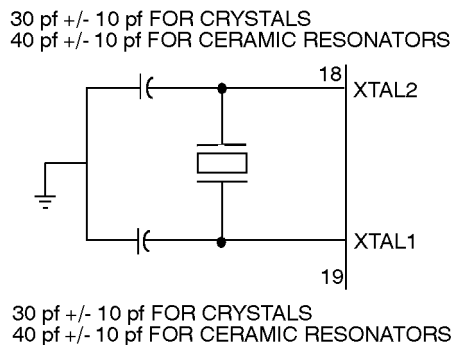 30 pf +/- 10 pf FOR CRYSTALS
40 pf +/- 10 pf FOR CERAMIC RESONATORS
18
XTAL2
XTAL1
19
30 pf +/- 10 pf FOR CRYSTALS
40 pf +/- 10 pf FOR CERAMIC RESONATORS